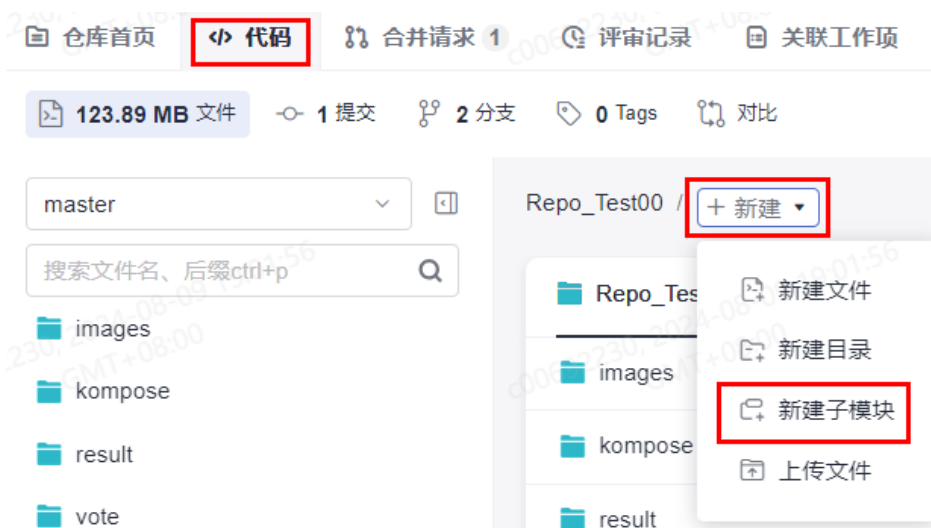 仓库首页 代码 合并请求 1 评审记录 关联工作项
123.89 MB 文件 1 提交 2 分支 0 Tags 对比
master
搜索文件名、后缀ctrl+p
images
kompose
result
vote
Repo_Test00 / + 新建
Repo_Tes
images
kompose
result
新建文件
新建目录
新建子模块
上传文件